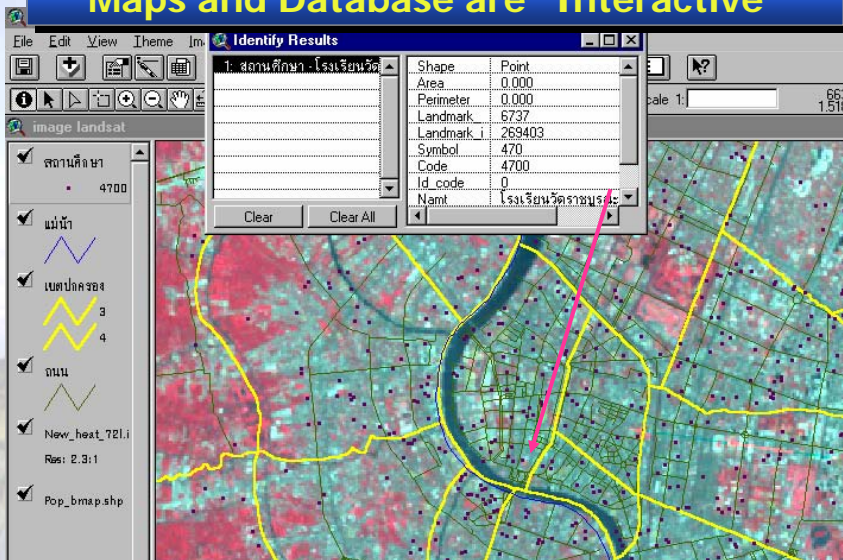 Maps and Database are "Interactive"
File Edit View Theme Im
Identify Results
1: สถานศึกษา - โรงเรียนวัด
Shape Point
Area 0.000
Perimeter 0.000
Landmark_ 6737
Landmark_i 269403
Symbol 470
Code 4700
Id_code 0
Namt โรงเรียนวัดราชบูรณะ
Clear Clear All
cale 1:
663
1,518
image landsat
สถานศึกษา
4700
แม่น้ำ
เขตปกครอง
3
4
ถนน
New_hext_72l.i
Res: 2.3:1
Pop_bmap.shp